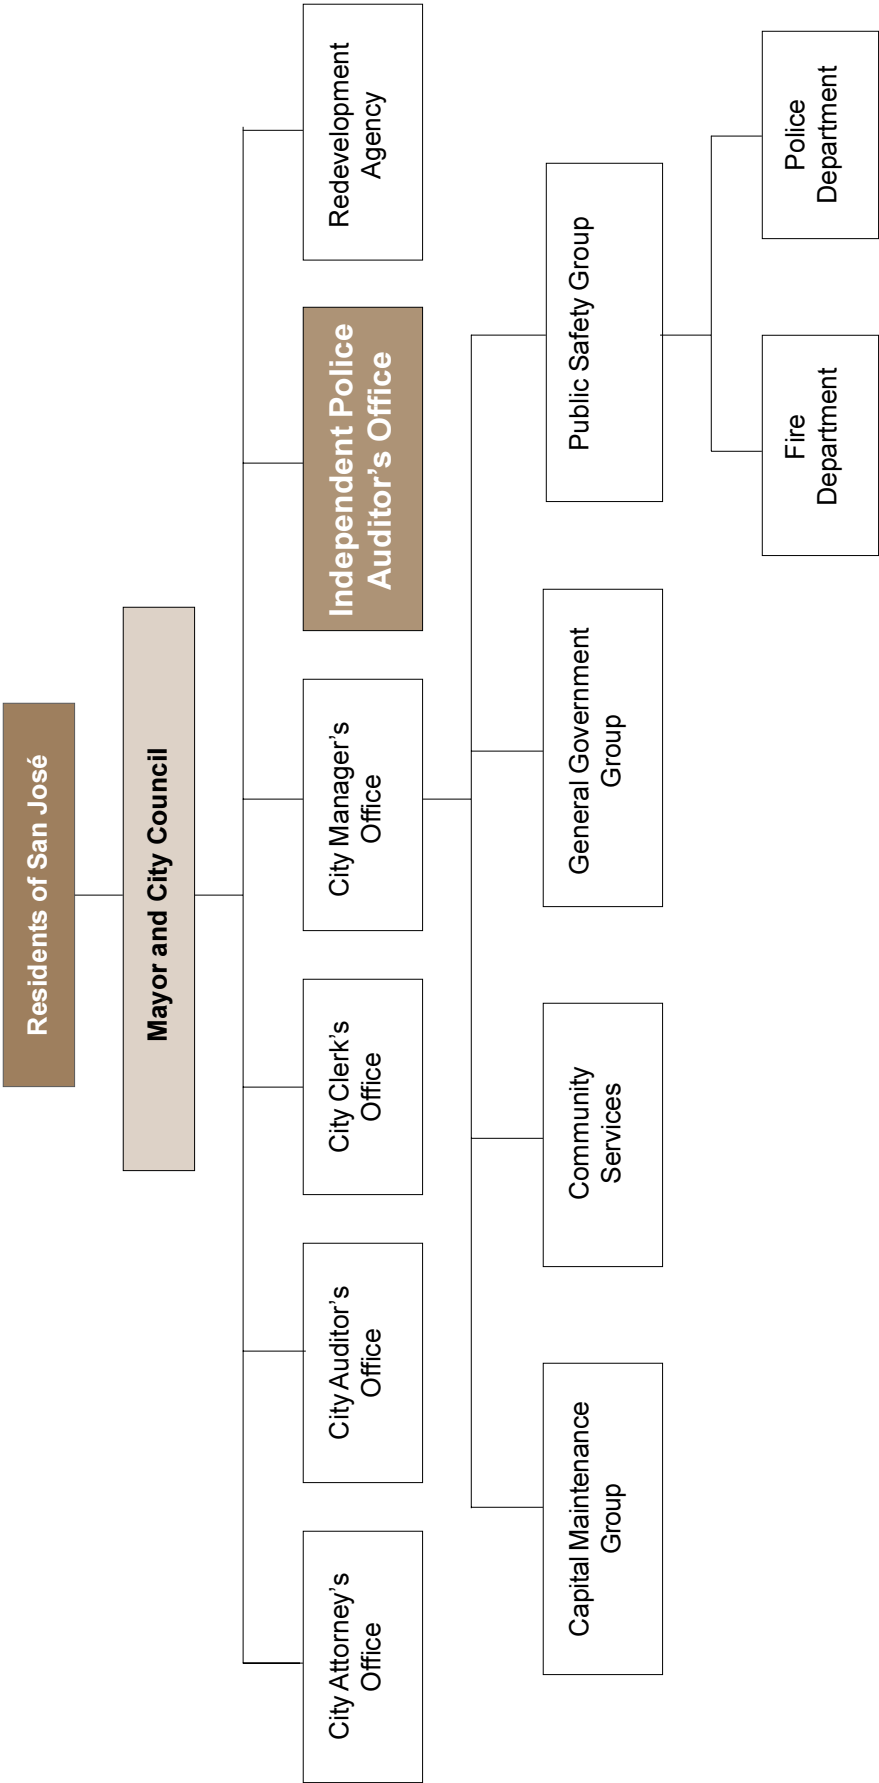 Residents of San José
Mayor and City Council
City Attorney's
Office
City Auditor's
Office
City Clerk's
Office
City Manager's
Office
Independent Police
Auditor's Office
Redevelopment
Agency
Capital Maintenance
Group
Community
Services
General Government
Group
Public Safety Group
Fire
Department
Police
Department